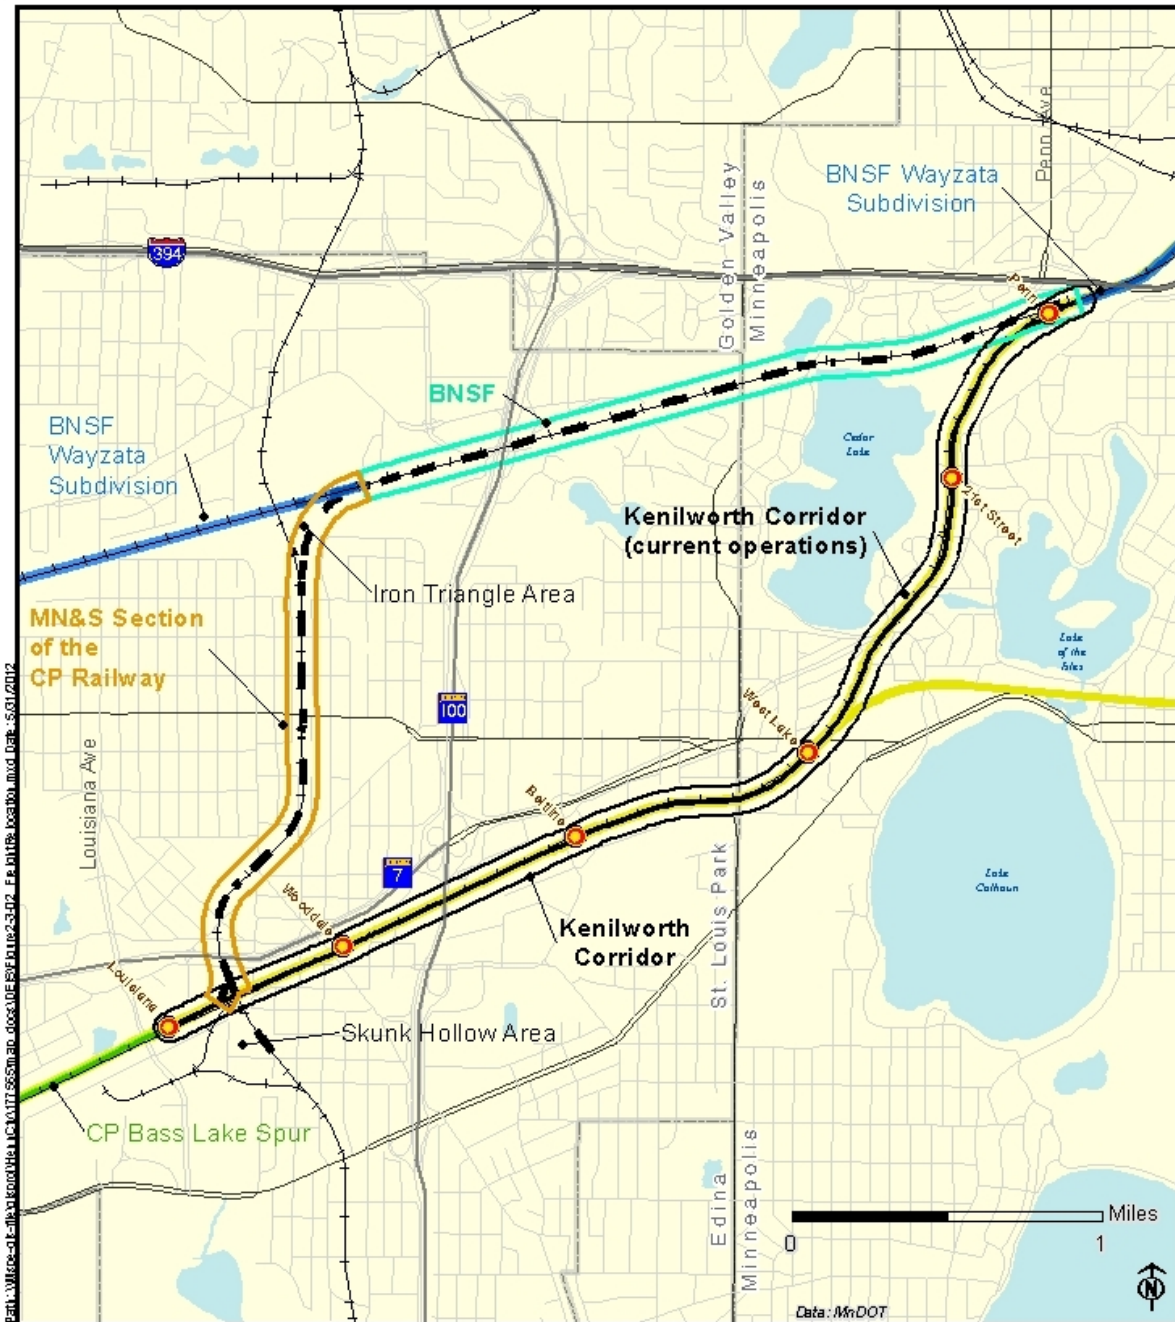 Penn Ave
BNSF Wayzata
Subdivision
394
Golden Valley
Minneapolis
Penn
BNSF
BNSF
Wayzata
Subdivision
Cedar
Lake
21st Street
Kenilworth Corridor
(current operations)
Iron Triangle Area
MN&S Section
of the
CP Railway
Lake
of the
Isles
100
West Lake
Louisiana Ave
Beltline
7
Lake
Calhoun
Wooddale
Kenilworth
Corridor
St. Louis Park
Louisiana
Skunk Hollow Area
CP Bass Lake Spur
Edina
Minneapolis
Miles
0
1
N
Data: MnDOT